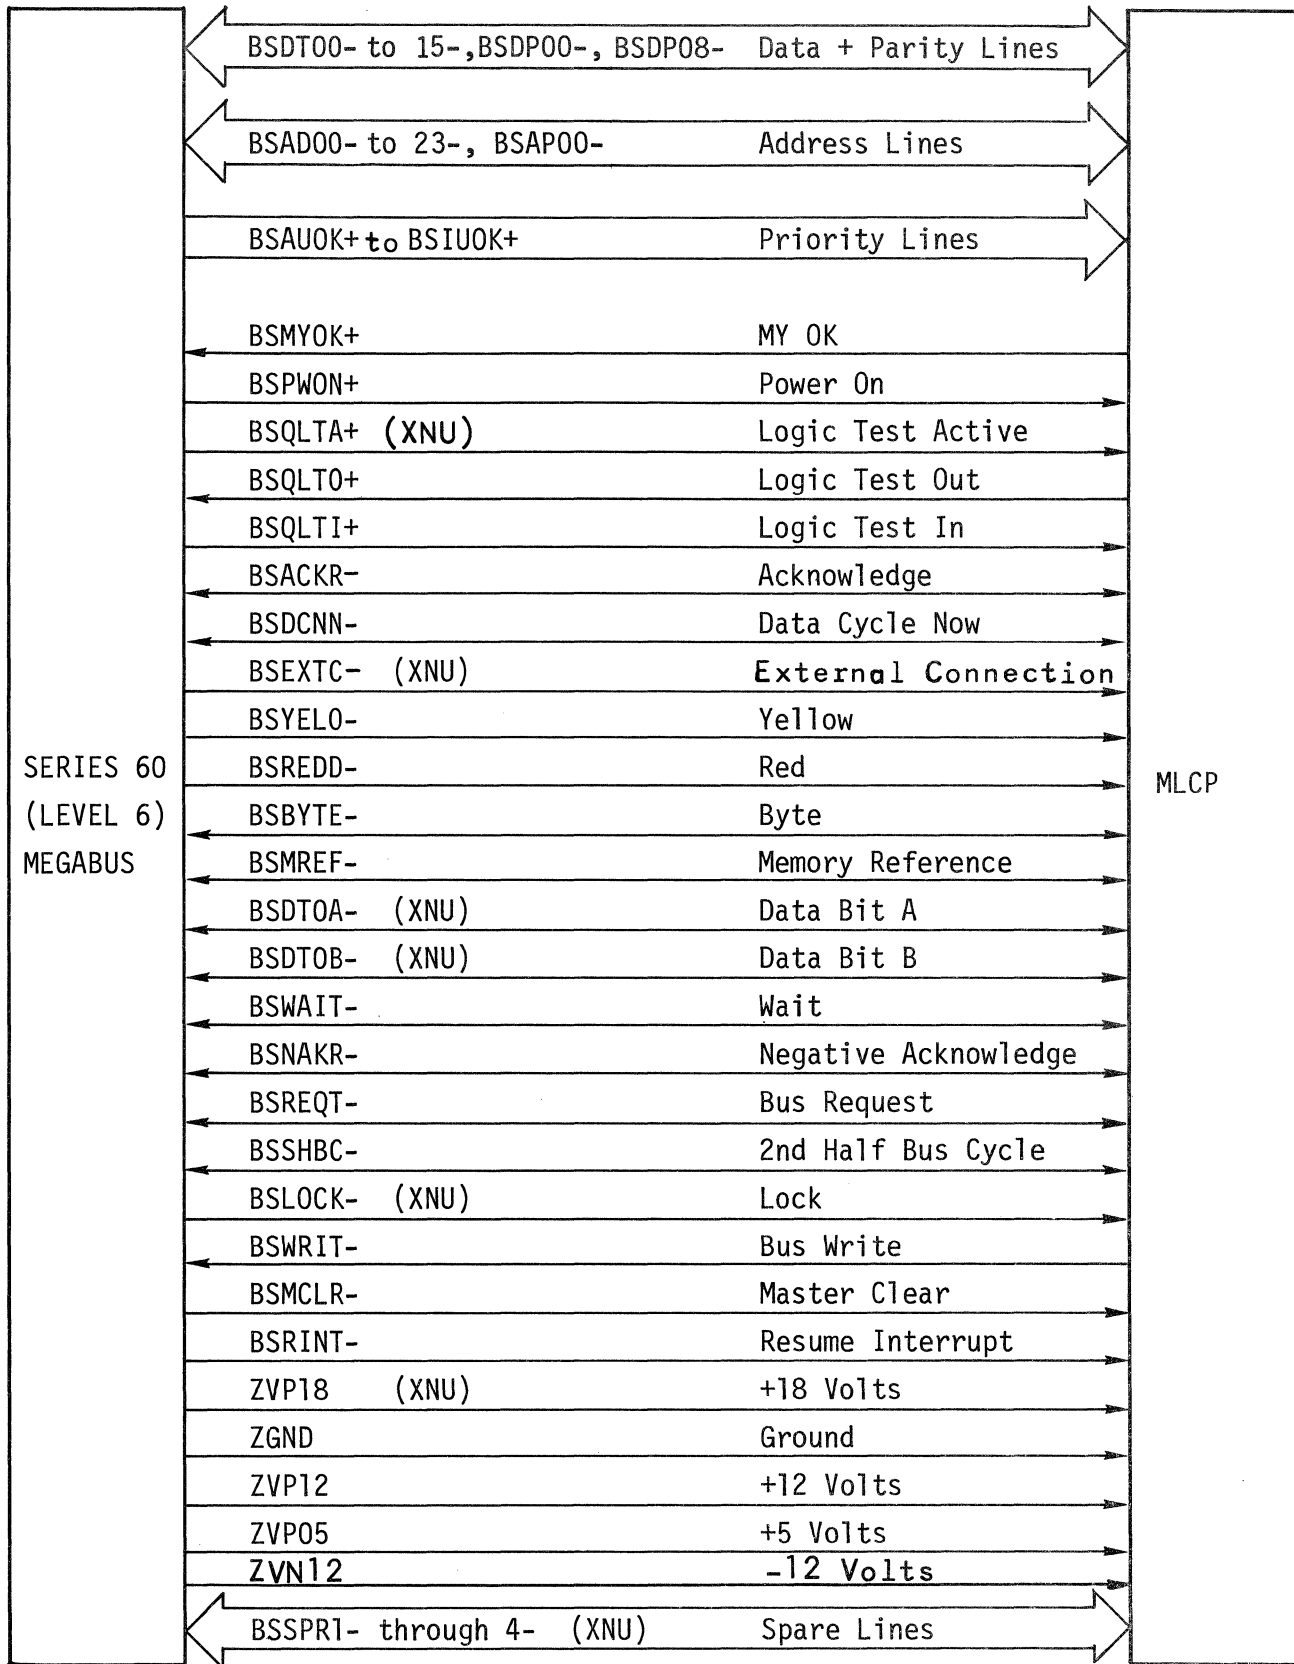 BSDT00- to 15-,BSDP00-, BSDP08- Data + Parity Lines
BSAD00- to 23-, BSAP00- Address Lines
BSAUOK+ to BSIUOK+ Priority Lines
BSMYOK+ MY OK
BSPWON+ Power On
BSQLTA+ (XNU) Logic Test Active
BSQLTO+ Logic Test Out
BSQLTI+ Logic Test In
BSACKR- Acknowledge
BSDCNN- Data Cycle Now
BSEXTC- (XNU) External Connection
BSYELO- Yellow
BSREDD- Red
BSBYTE- Byte
BSMREF- Memory Reference
BSDT0A- (XNU) Data Bit A
BSDT0B- (XNU) Data Bit B
BSWAIT- Wait
BSNAKR- Negative Acknowledge
BSREQT- Bus Request
BSSHBC- 2nd Half Bus Cycle
BSLOCK- (XNU) Lock
BSWRIT- Bus Write
BSMCLR- Master Clear
BSRINT- Resume Interrupt
ZVP18 (XNU) +18 Volts
ZGND Ground
ZVP12 +12 Volts
ZVP05 +5 Volts
ZVN12 -12 Volts
BSSPR1- through 4- (XNU) Spare Lines
SERIES 60
(LEVEL 6)
MEGABUS
MLCP